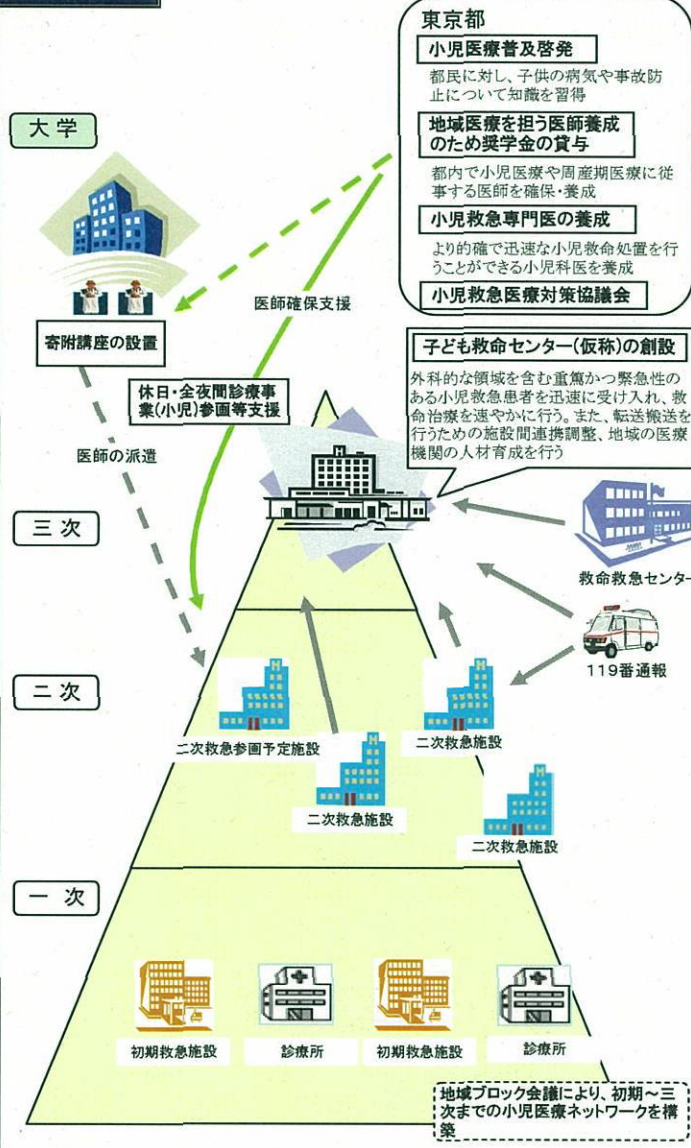 東京都
小児医療普及啓発
都民に対し、子供の病気や事故防
止について知識を習得
地域医療を担う医師養成
のため奨学金の貸与
都内で小児医療や周産期医療に従
事する医師を確保・養成
小児救急専門医の養成
より的確で迅速な小児救命処置を行
うことができる小児科医を養成
小児救急医療対策協議会
大学
寄附講座の設置
医師確保支援
休日・全夜間診療事
業(小児)参画等支援
医師の派遣
子ども救命センター(仮称)の創設
外科的な領域を含む重篤かつ緊急性の
ある小児救急患者を迅速に受け入れ、救
命治療を速やかに行う。また、転送搬送を
行うための施設間連携調整、地域の医療
機関の人材育成を行う
三次
救命救急センター
119番通報
二次
二次救急参画予定施設
二次救急施設
二次救急施設
二次救急施設
一次
初期救急施設
診療所
初期救急施設
診療所
地域ブロック会議により、初期～三
次までの小児医療ネットワークを構
築